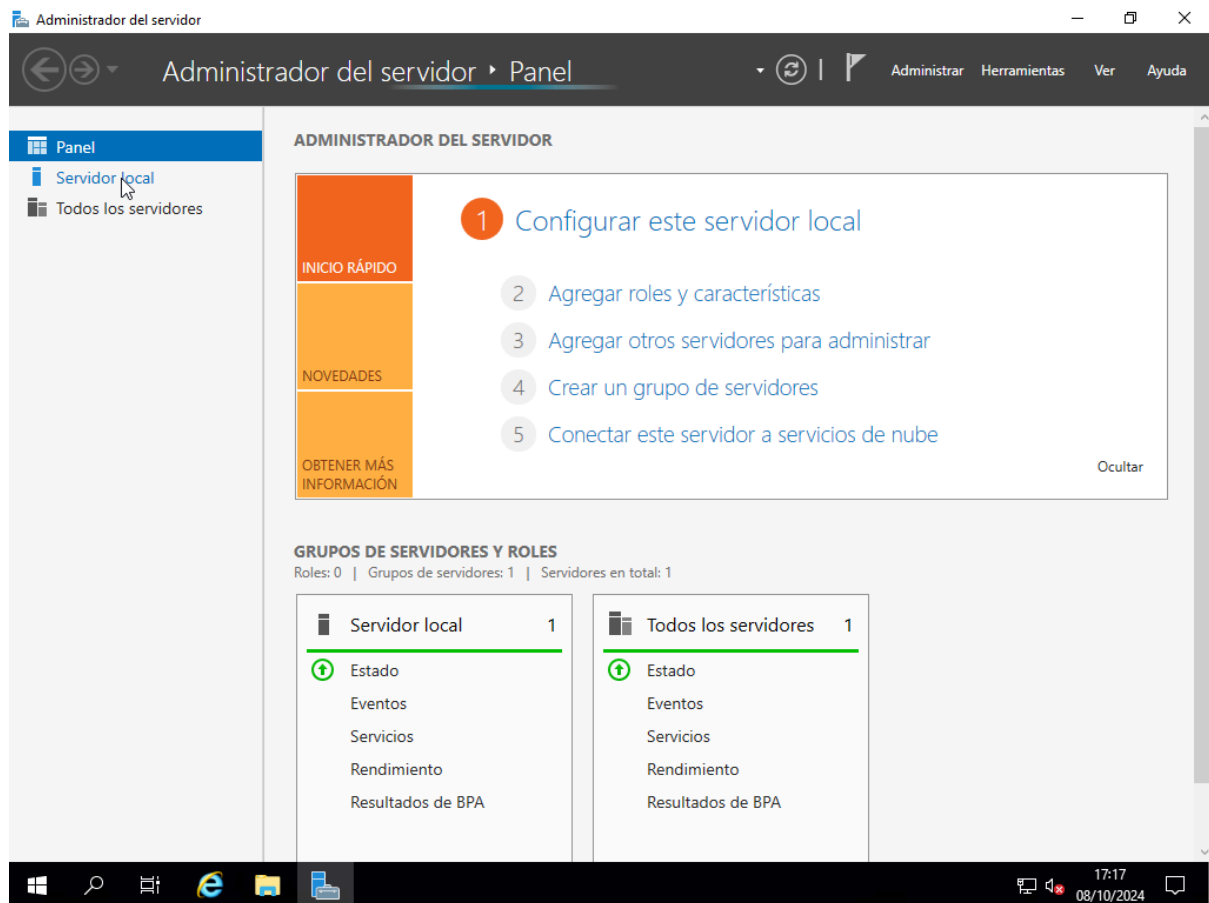 Administrador del servidor
Administrador del servidor ‣ Panel
Administrar Herramientas Ver Ayuda
Panel
Servidor local
Todos los servidores
ADMINISTRADOR DEL SERVIDOR
INICIO RÁPIDO
NOVEDADES
OBTENER MÁS
INFORMACIÓN
1 Configurar este servidor local
2 Agregar roles y características
3 Agregar otros servidores para administrar
4 Crear un grupo de servidores
5 Conectar este servidor a servicios de nube
Ocultar
GRUPOS DE SERVIDORES Y ROLES
Roles: 0 | Grupos de servidores: 1 | Servidores en total: 1
Servidor local 1
Estado
Eventos
Servicios
Rendimiento
Resultados de BPA
Todos los servidores 1
Estado
Eventos
Servicios
Rendimiento
Resultados de BPA
17:17
08/10/2024